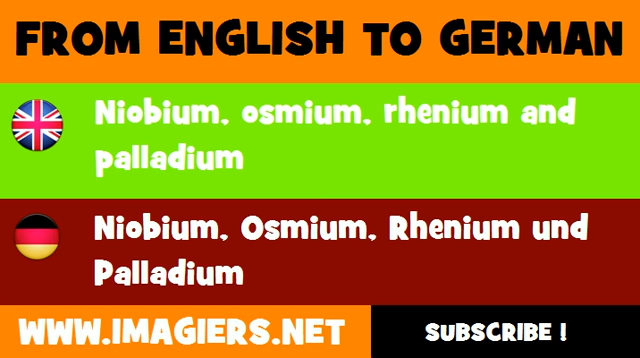 FROM ENGLISH TO GERMAN
Niobium, osmium, rhenium and
palladium
Niobium, Osmium, Rhenium und
Palladium
WWW.IMAGIERS.NET
SUBSCRIBE !